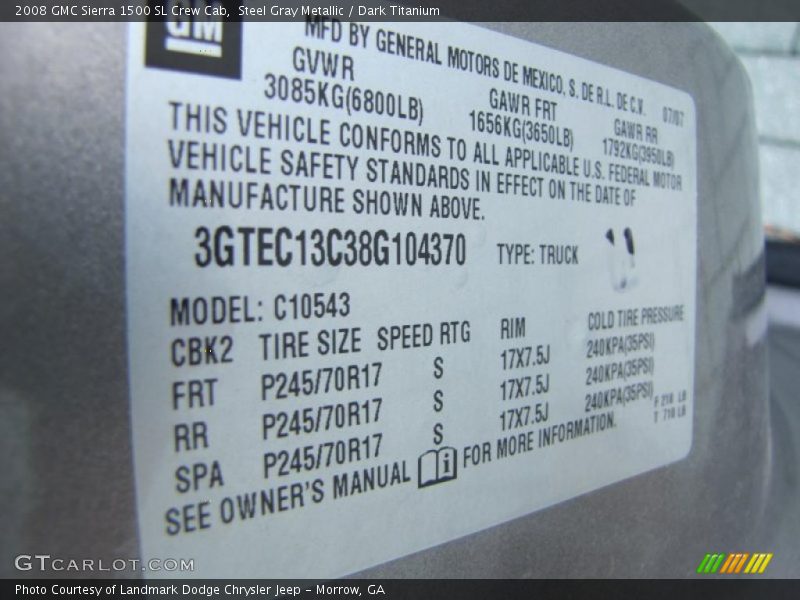 2008 GMC Sierra 1500 SL Crew Cab, Steel Gray Metallic / Dark Titanium
GM
MFD BY GENERAL MOTORS DE MEXICO, S. DE R.L. DE C.V. 07/07
GVWR GAWR FRT GAWR RR
3085KG(6800LB) 1656KG(3650LB) 1792KG(3950LB)
THIS VEHICLE CONFORMS TO ALL APPLICABLE U.S. FEDERAL MOTOR
VEHICLE SAFETY STANDARDS IN EFFECT ON THE DATE OF
MANUFACTURE SHOWN ABOVE.
3GTEC13C38G104370 TYPE: TRUCK
MODEL: C10543
CBK2 TIRE SIZE SPEED RTG RIM COLD TIRE PRESSURE
FRT P245/70R17 S 17X7.5J 240KPA(35PSI)
RR P245/70R17 S 17X7.5J 240KPA(35PSI)
SPA P245/70R17 S 17X7.5J 240KPA(35PSI)
SEE OWNER'S MANUAL FOR MORE INFORMATION.
F 218 LB
T 718 LB
GTCARLOT.COM
Photo Courtesy of Landmark Dodge Chrysler Jeep - Morrow, GA